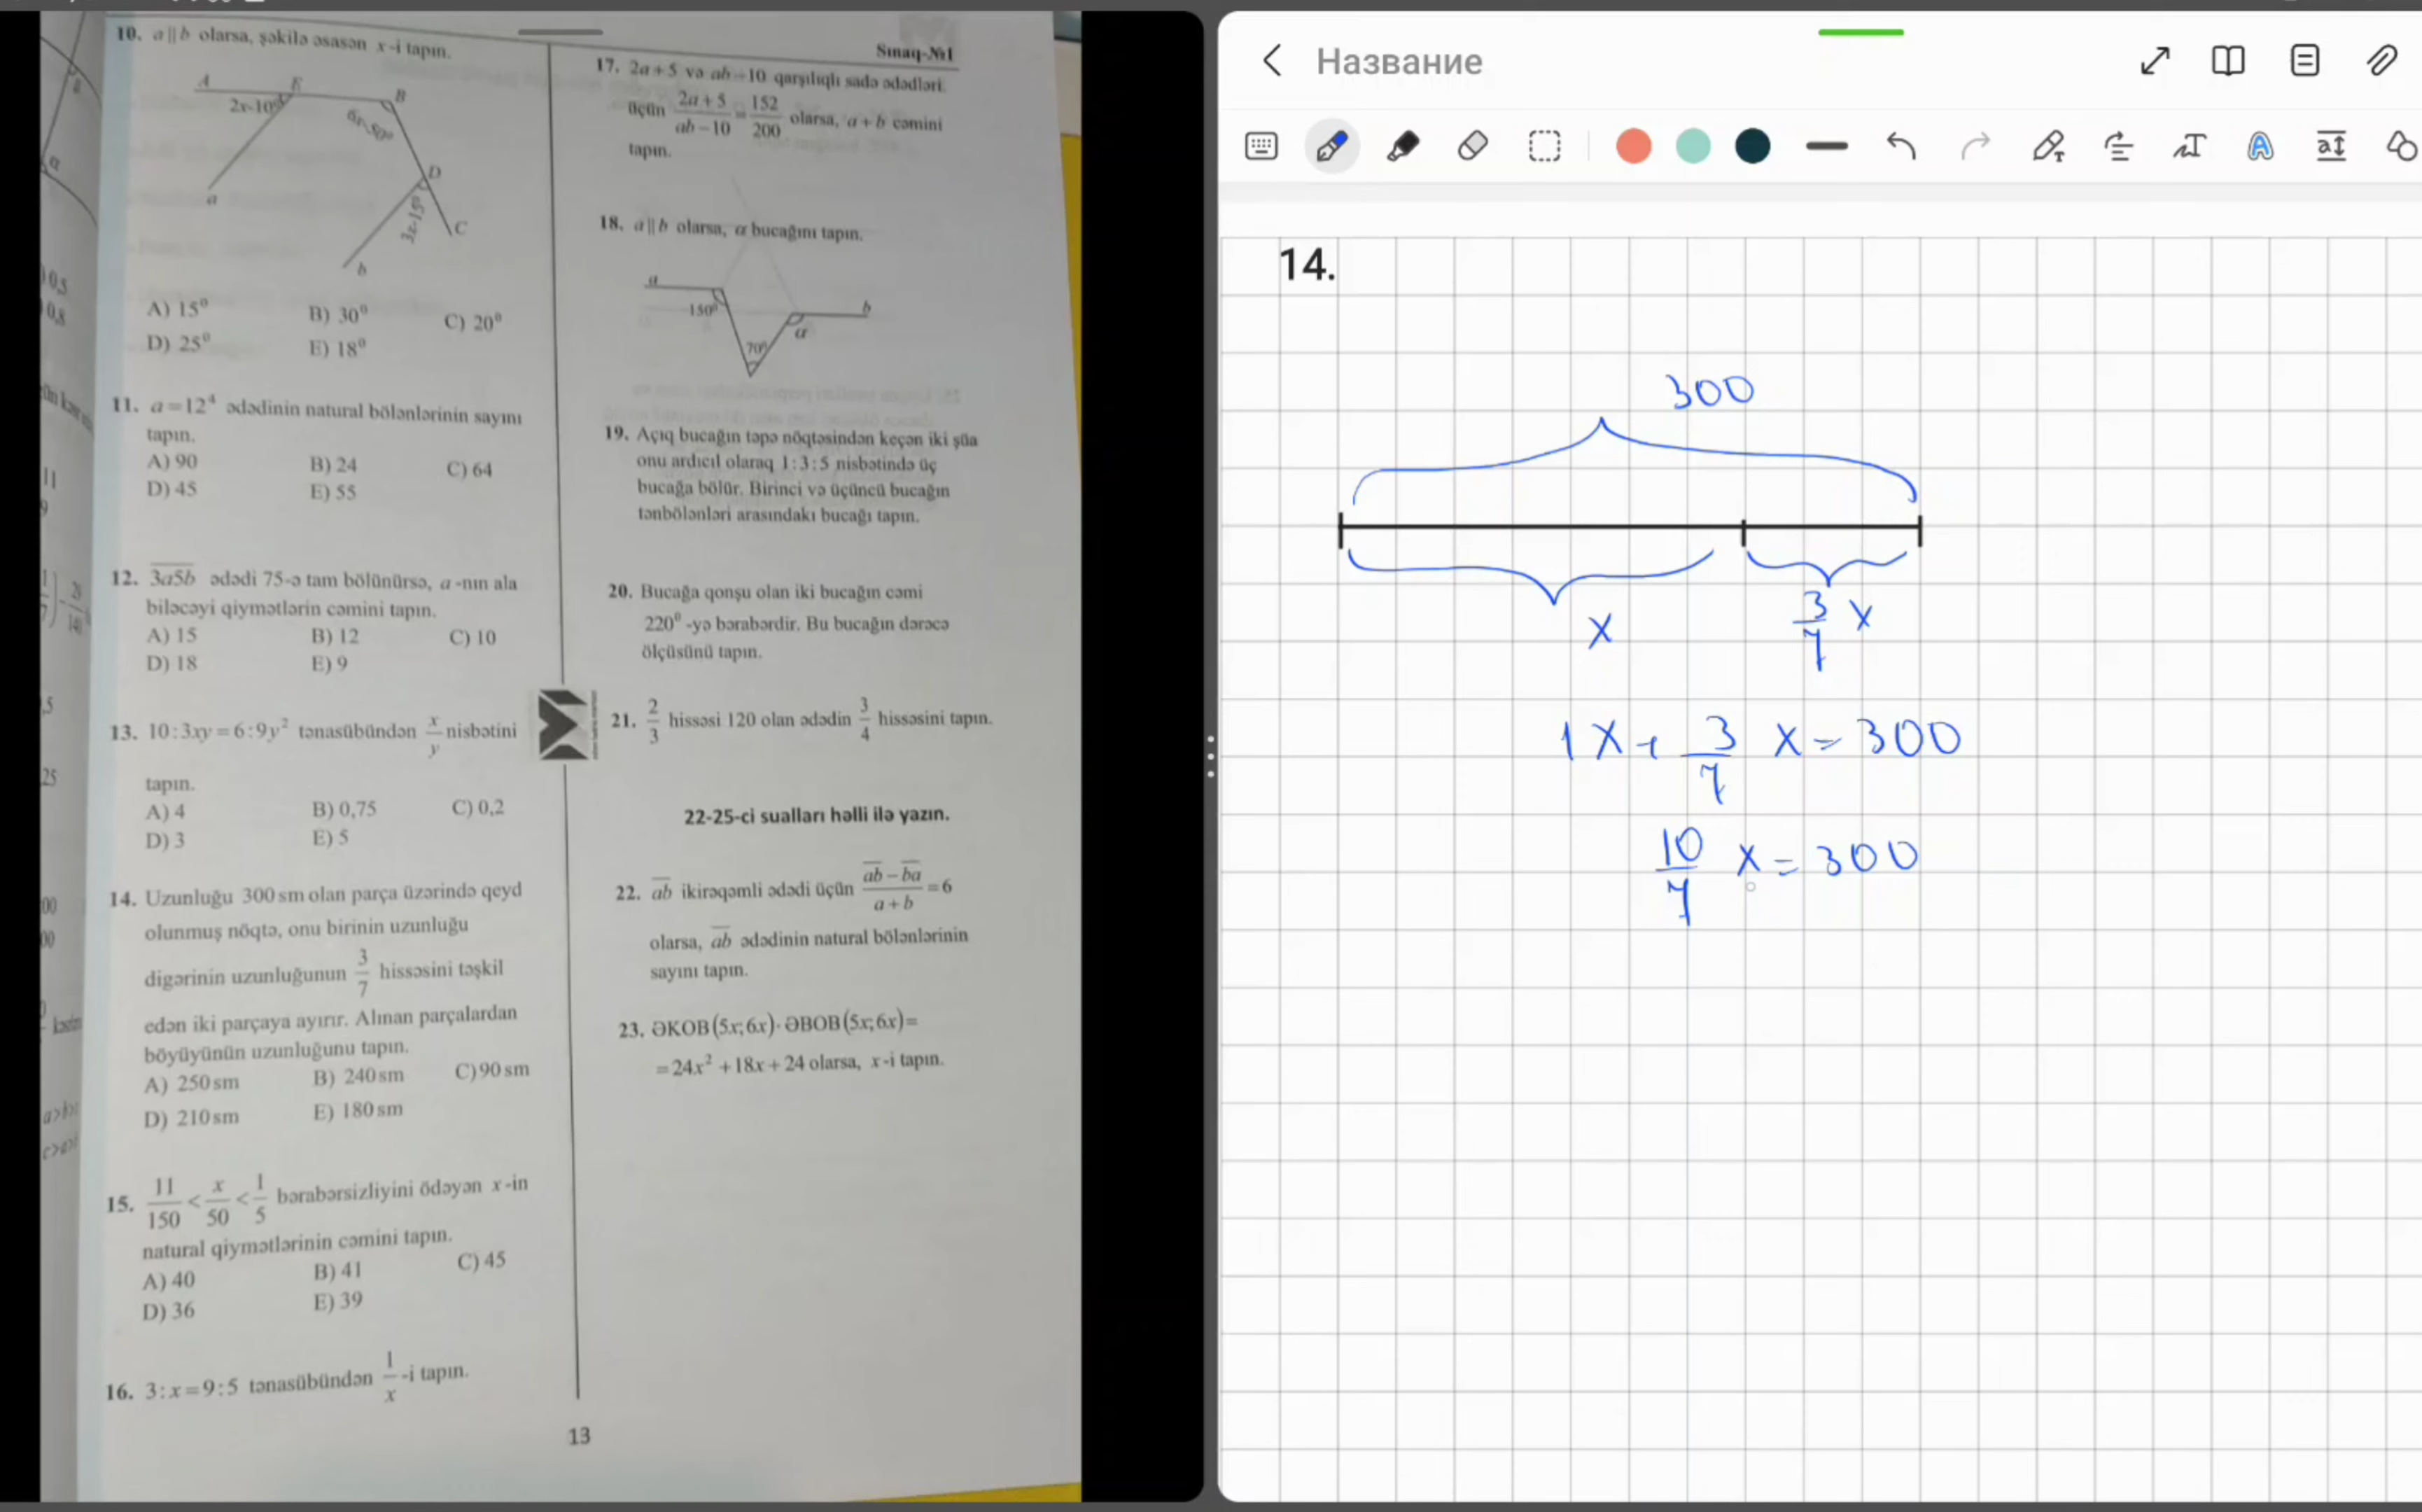 10. a || b olarsa, şəkilə əsasən x-i tapın.
A E B
2x-10⁰
6x-50⁰
D
3x-15⁰
a C
b
A) 15⁰ B) 30⁰ C) 20⁰
D) 25⁰ E) 18⁰
11. a = 12⁴ ədədinin natural bölənlərinin sayını
tapın.
A) 90 B) 24 C) 64
D) 45 E) 55
12. 3a5b ədədi 75-ə tam bölünürsə, a -nın ala
biləcəyi qiymətlərin cəmini tapın.
A) 15 B) 12 C) 10
D) 18 E) 9
13. 10 : 3xy = 6 : 9y² tənasübündən x/y nisbətini
tapın.
A) 4 B) 0,75 C) 0,2
D) 3 E) 5
14. Uzunluğu 300 sm olan parça üzərində qeyd
olunmuş nöqtə, onu birinin uzunluğu
digərinin uzunluğunun 3/7 hissəsini təşkil
edən iki parçaya ayırır. Alınan parçalardan
böyüyünün uzunluğunu tapın.
A) 250 sm B) 240 sm C) 90 sm
D) 210 sm E) 180 sm
15. 11/150 < x/50 < 1/5 bərabərsizliyini ödəyən x-in
natural qiymətlərinin cəmini tapın.
A) 40 B) 41 C) 45
D) 36 E) 39
16. 3 : x = 9 : 5 tənasübündən 1/x -i tapın.
Sınaq-№1
17. 2a + 5 və ab – 10 qarşılıqlı sadə ədədləri
üçün 2a + 5/ab – 10 = 152/200 olarsa, a + b cəmini
tapın.
18. a || b olarsa, α bucağını tapın.
a
150⁰ b
α
70⁰
19. Açıq bucağın təpə nöqtəsindən keçən iki şüa
onu ardıcıl olaraq 1 : 3 : 5 nisbətində üç
bucağa bölür. Birinci və üçüncü bucağın
tənbölənləri arasındakı bucağı tapın.
20. Bucağa qonşu olan iki bucağın cəmi
220⁰ -yə bərabərdir. Bu bucağın dərəcə
ölçüsünü tapın.
21. 2/3 hissəsi 120 olan ədədin 3/4 hissəsini tapın.
22-25-ci sualları həlli ilə yazın.
22. ab ikirəqəmli ədədi üçün ab – ba/a + b = 6
olarsa, ab ədədinin natural bölənlərinin
sayını tapın.
23. ƏKOB(5x; 6x) · ƏBOB(5x; 6x) =
= 24x² + 18x + 24 olarsa, x-i tapın.
13
Название
14.
300
x 3/7 x
1x + 3/7 x = 300
10/7 x = 300